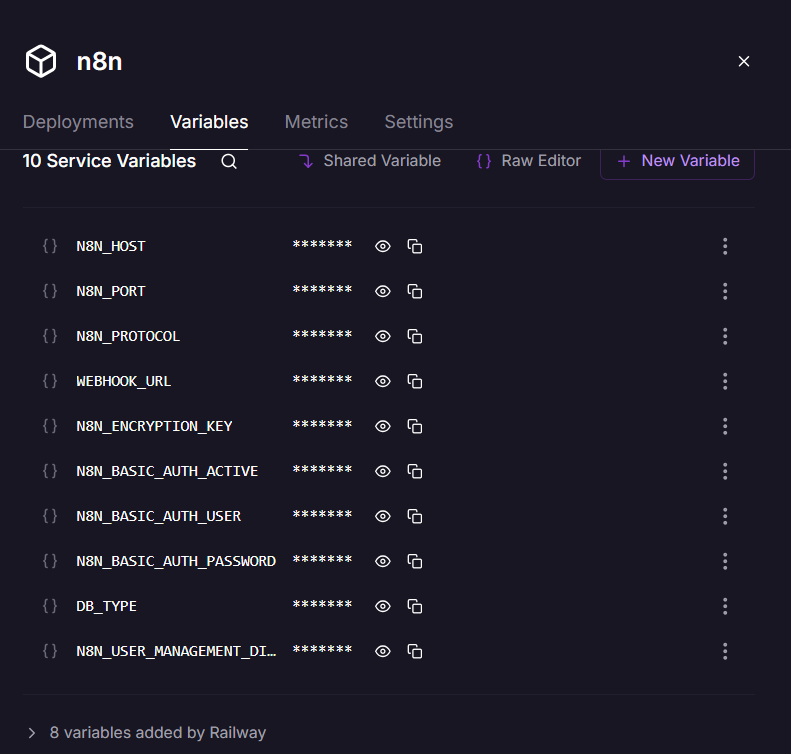 n8n
Deployments Variables Metrics Settings
10 Service Variables Shared Variable {} Raw Editor + New Variable
{} N8N_HOST *******
{} N8N_PORT *******
{} N8N_PROTOCOL *******
{} WEBHOOK_URL *******
{} N8N_ENCRYPTION_KEY *******
{} N8N_BASIC_AUTH_ACTIVE *******
{} N8N_BASIC_AUTH_USER *******
{} N8N_BASIC_AUTH_PASSWORD *******
{} DB_TYPE *******
{} N8N_USER_MANAGEMENT_DI… *******
8 variables added by Railway